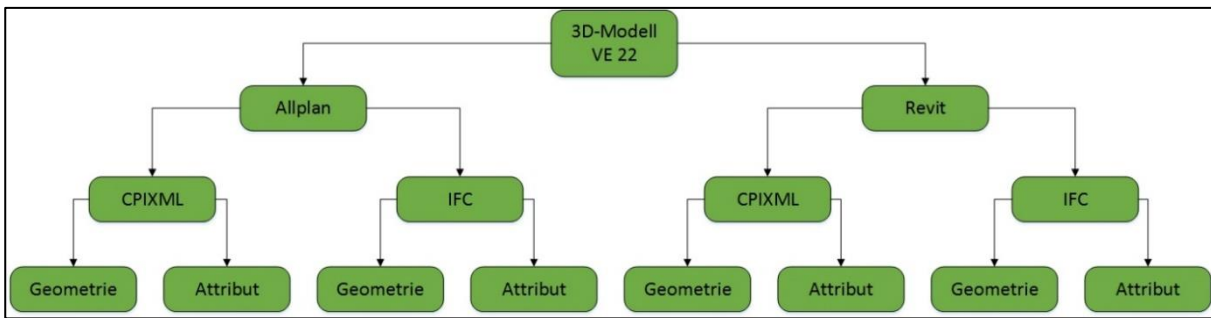 3D-Modell
VE 22
Allplan
Revit
CPIXML
IFC
CPIXML
IFC
Geometrie
Attribut
Geometrie
Attribut
Geometrie
Attribut
Geometrie
Attribut